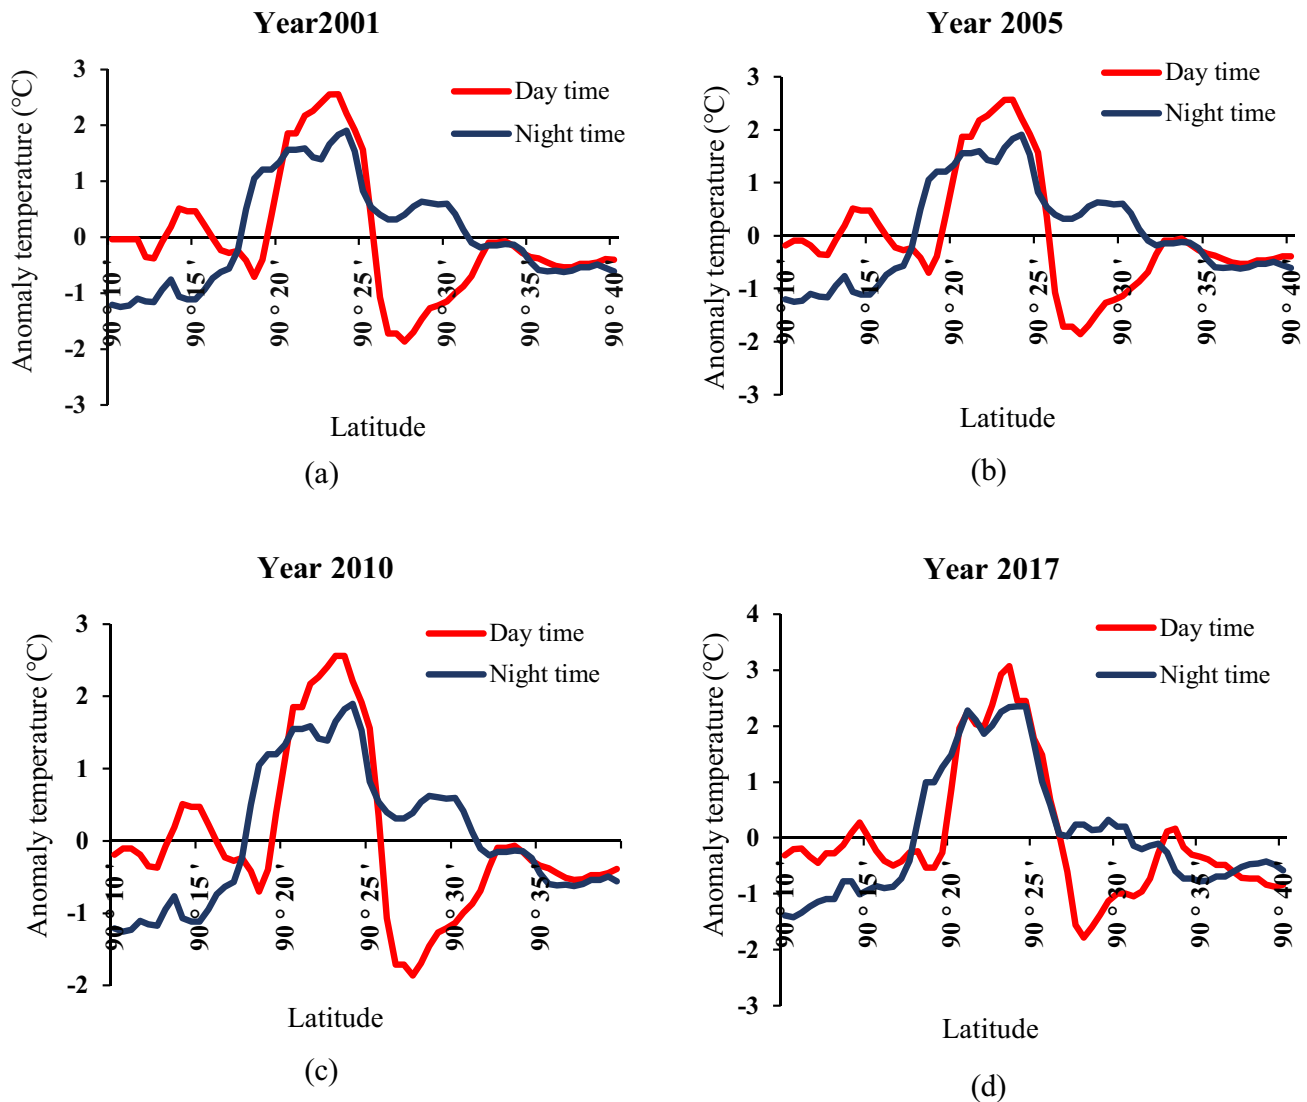 Year2001
Anomaly temperature (°C)
3
2
1
0
-1
-2
-3
Day time
Night time
90 ° 10'
90 ° 15'
90 ° 20'
90 ° 25'
90 ° 30'
90 ° 35'
90 ° 40'
Latitude
(a)
Year 2005
Anomaly temperature (°C)
3
2
1
0
-1
-2
-3
Day time
Night time
90 ° 10'
90 ° 15'
90 ° 20'
90 ° 25'
90 ° 30'
90 ° 35'
90 ° 40'
Latitude
(b)
Year 2010
Anomaly temperature (°C)
3
2
1
0
-1
-2
Day time
Night time
90 ° 10'
90 ° 15'
90 ° 20'
90 ° 25'
90 ° 30'
90 ° 35'
Latitude
(c)
Year 2017
Anomaly temperature (°C)
4
3
2
1
0
-1
-2
-3
Day time
Night time
90 ° 10'
90 ° 15'
90 ° 20'
90 ° 25'
90 ° 30'
90 ° 35'
90 ° 40'
Latitude
(d)